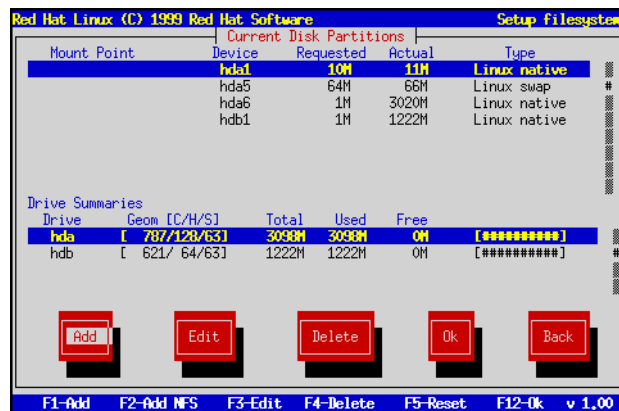 Red Hat Linux (C) 1999 Red Hat Software Setup filesystem
Current Disk Partitions
Mount Point Device Requested Actual Type
hda1 10M 11M Linux native
hda5 64M 66M Linux swap #
hda6 1M 3020M Linux native
hdb1 1M 1222M Linux native
Drive Summaries
Drive Geom [C/H/S] Total Used Free
hda [ 787/128/63] 3098M 3098M 0M [##########]
hdb [ 621/ 64/63] 1222M 1222M 0M [##########] #
Add Edit Delete Ok Back
F1-Add F2-Add NFS F3-Edit F4-Delete F5-Reset F12-Ok v 1.00